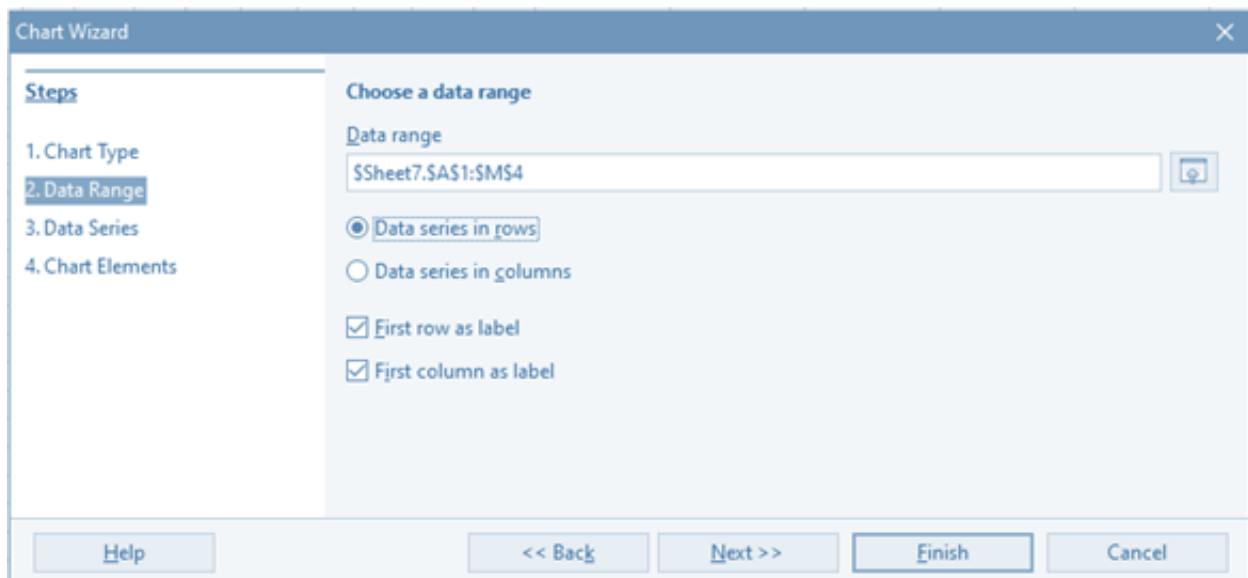 Chart Wizard
Steps
1. Chart Type
2. Data Range
3. Data Series
4. Chart Elements
Choose a data range
Data range
$Sheet7.$A$1:$M$4
Data series in rows
Data series in columns
First row as label
First column as label
Help
<< Back
Next >>
Finish
Cancel